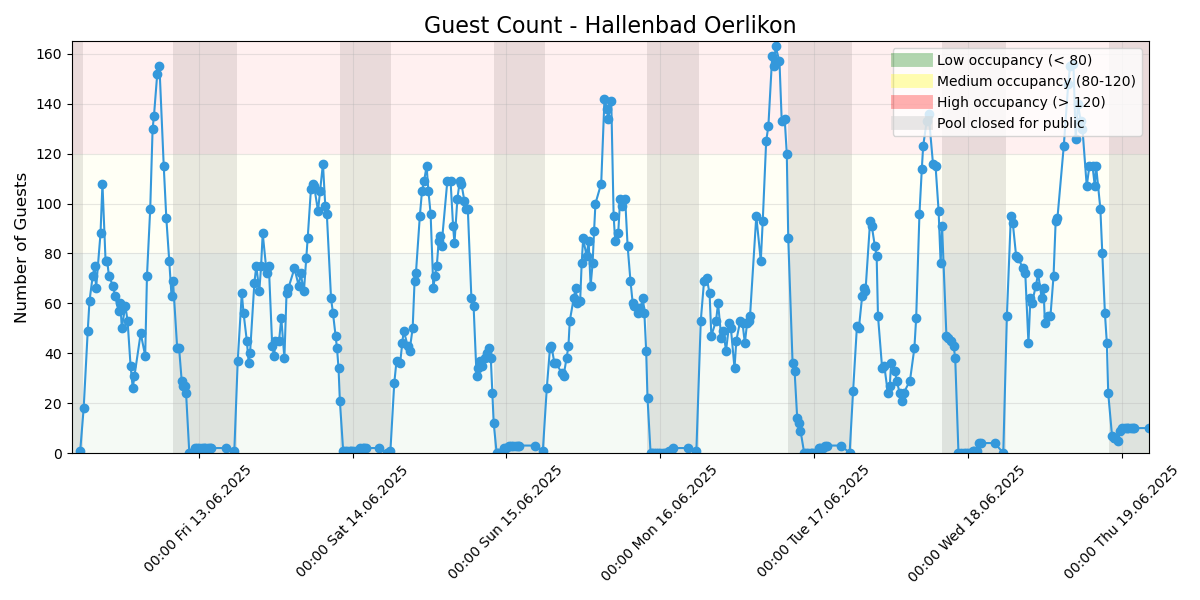 Guest Count - Hallenbad Oerlikon
Number of Guests
160
140
120
100
80
60
40
20
0
Low occupancy (< 80)
Medium occupancy (80-120)
High occupancy (> 120)
Pool closed for public
00:00 Fri 13.06.2025
00:00 Sat 14.06.2025
00:00 Sun 15.06.2025
00:00 Mon 16.06.2025
00:00 Tue 17.06.2025
00:00 Wed 18.06.2025
00:00 Thu 19.06.2025